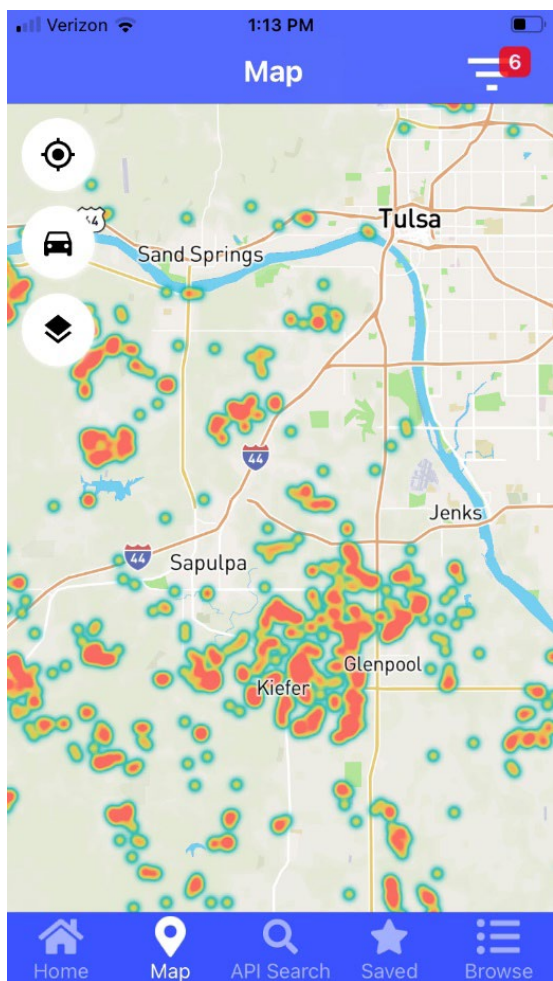 Verizon 1:13 PM
Map
6
44
Tulsa
Sand Springs
44
Jenks
44
Sapulpa
Glenpool
Kiefer
Home Map API Search Saved Browse